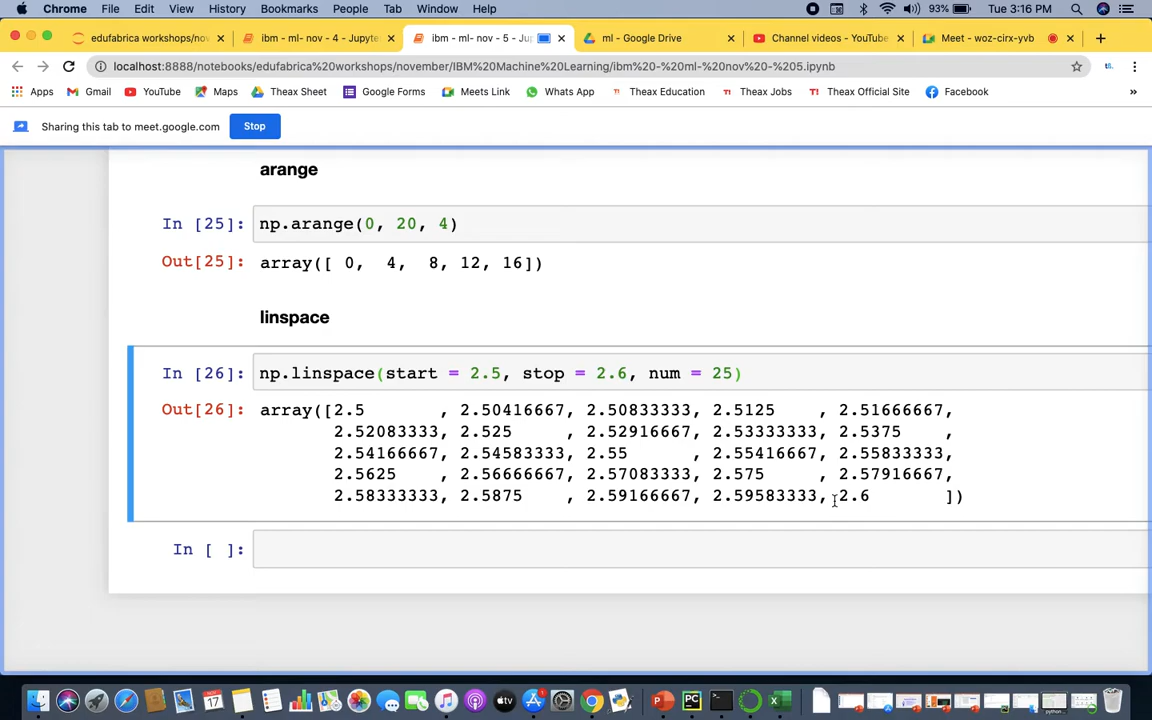 Chrome File Edit View History Bookmarks People Tab Window Help 93% Tue 3:16 PM
edufabrica workshops/nov ibm - ml- nov - 4 - Jupyte ibm - ml- nov - 5 - Ju ml - Google Drive Channel videos - YouTube Meet - woz-cirx-yvb
localhost:8888/notebooks/edufabrica%20workshops/november/IBM%20Machine%20Learning/ibm%20-%20ml-%20nov%20-%205.ipynb
Apps Gmail YouTube Maps Theax Sheet Google Forms Meets Link Whats App Theax Education Theax Jobs Theax Official Site Facebook »
Sharing this tab to meet.google.com Stop
arange
In [25]: np.arange(0, 20, 4)
Out[25]: array([ 0, 4, 8, 12, 16])
linspace
In [26]: np.linspace(start = 2.5, stop = 2.6, num = 25)
Out[26]: array([2.5 , 2.50416667, 2.50833333, 2.5125 , 2.51666667,
2.52083333, 2.525 , 2.52916667, 2.53333333, 2.5375 ,
2.54166667, 2.54583333, 2.55 , 2.55416667, 2.55833333,
2.5625 , 2.56666667, 2.57083333, 2.575 , 2.57916667,
2.58333333, 2.5875 , 2.59166667, 2.59583333, 2.6 ])
In [ ]: